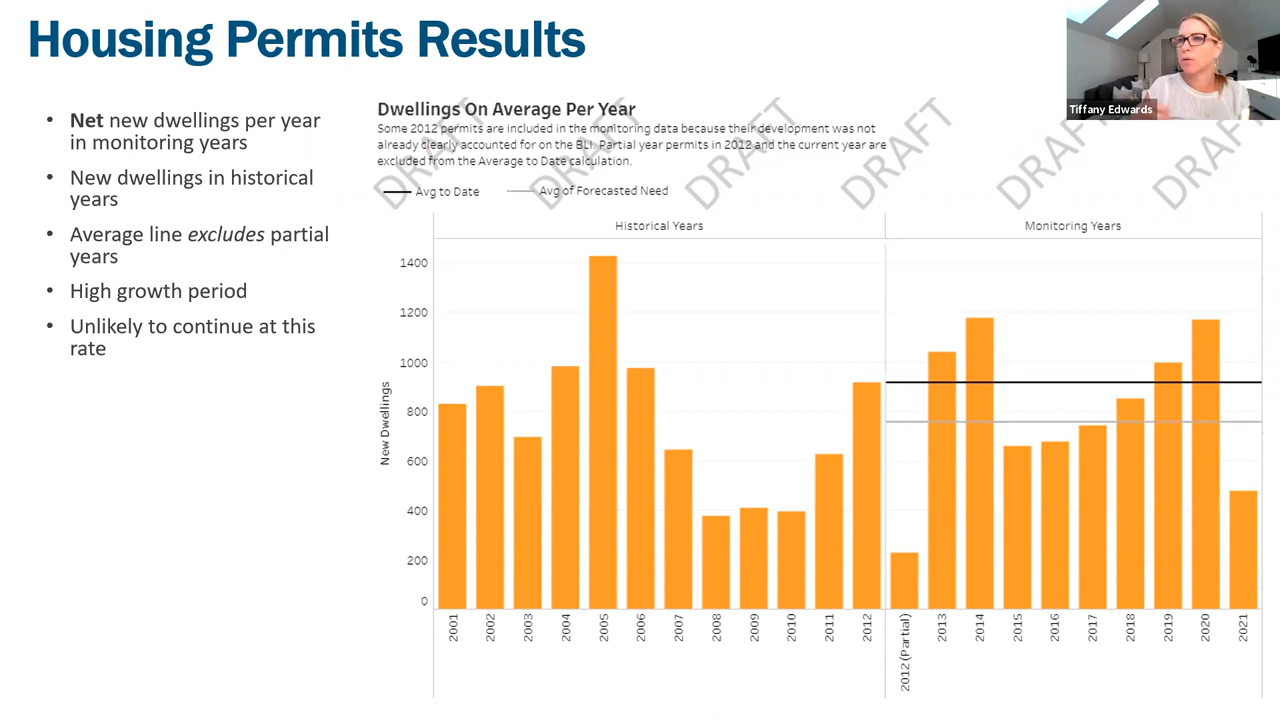 Housing Permits Results
Tiffany Edwards
• Net new dwellings per year
in monitoring years
• New dwellings in historical
years
• Average line excludes partial
years
• High growth period
• Unlikely to continue at this
rate
Dwellings On Average Per Year
Some 2012 permits are included in the monitoring data because their development was not
already clearly accounted for on the BLI. Partial year permits in 2012 and the current year are
excluded from the Average to Date calculation.
DRAFT DRAFT DRAFT DRAFT DRAFT DRAFT
Avg to Date Avg of Forecasted Need
Historical Years Monitoring Years
New Dwellings
1400
1200
1000
800
600
400
200
0
2001 2002 2003 2004 2005 2006 2007 2008 2009 2010 2011 2012 2012 (Partial) 2013 2014 2015 2016 2017 2018 2019 2020 2021